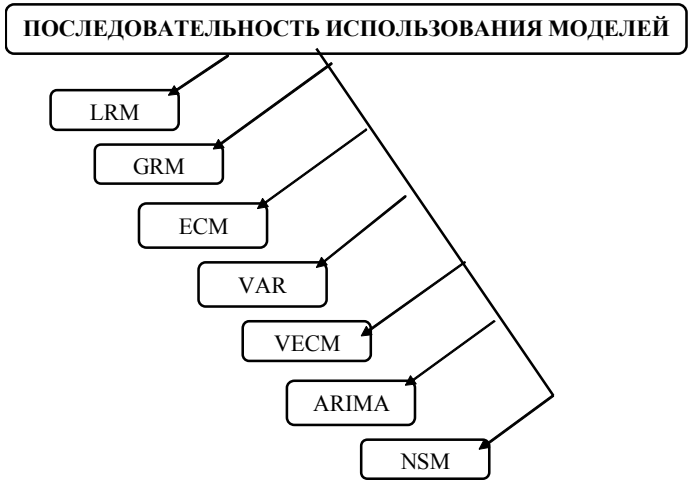 ПОСЛЕДОВАТЕЛЬНОСТЬ ИСПОЛЬЗОВАНИЯ МОДЕЛЕЙ
LRM
GRM
ECM
VAR
VECM
ARIMA
NSM